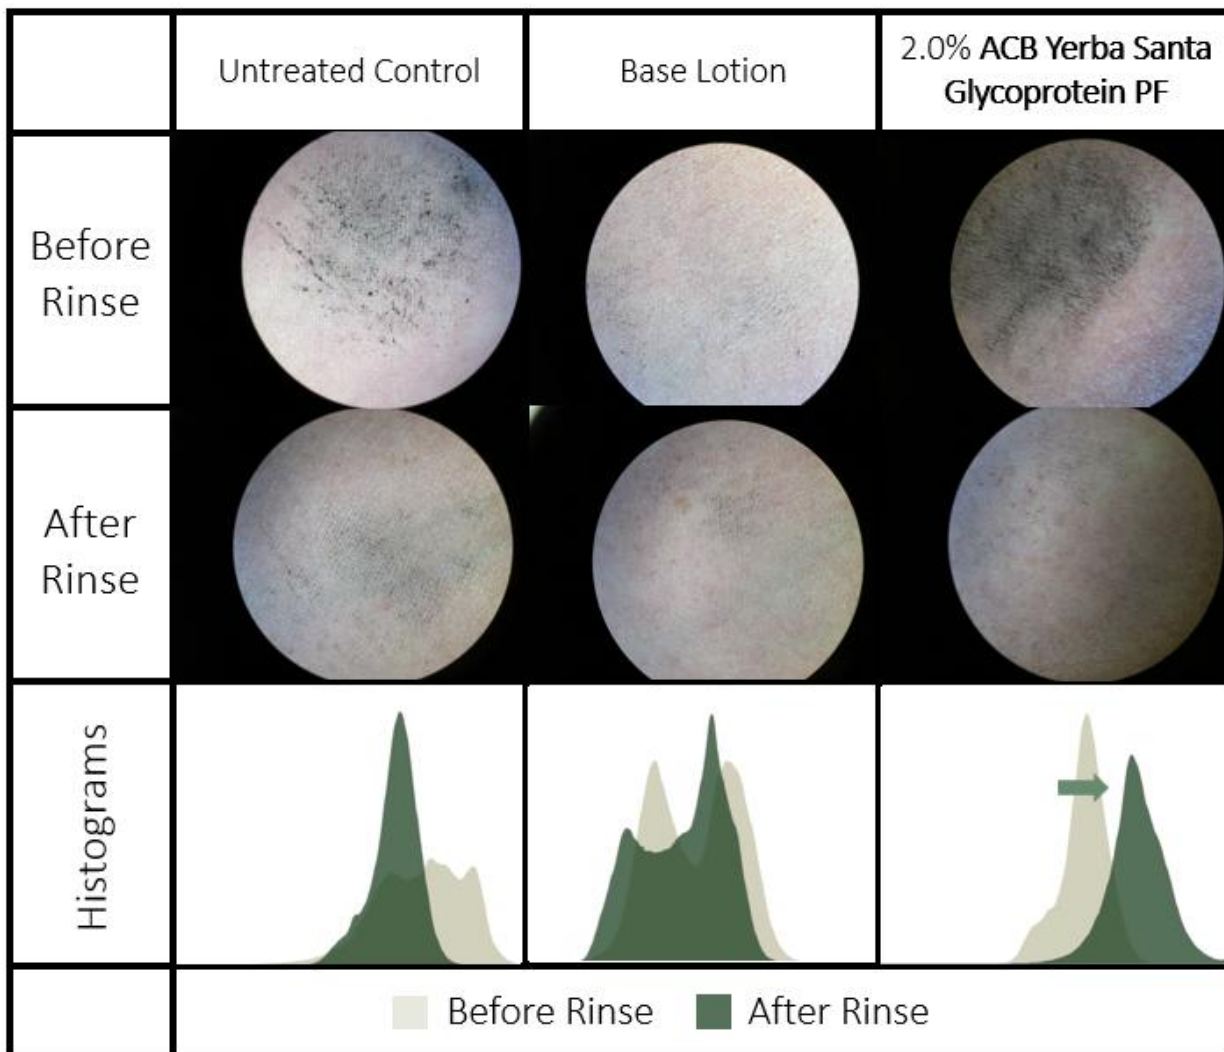 Untreated Control
Base Lotion
2.0% ACB Yerba Santa
Glycoprotein PF
Before
Rinse
After
Rinse
Histograms
Before Rinse
After Rinse